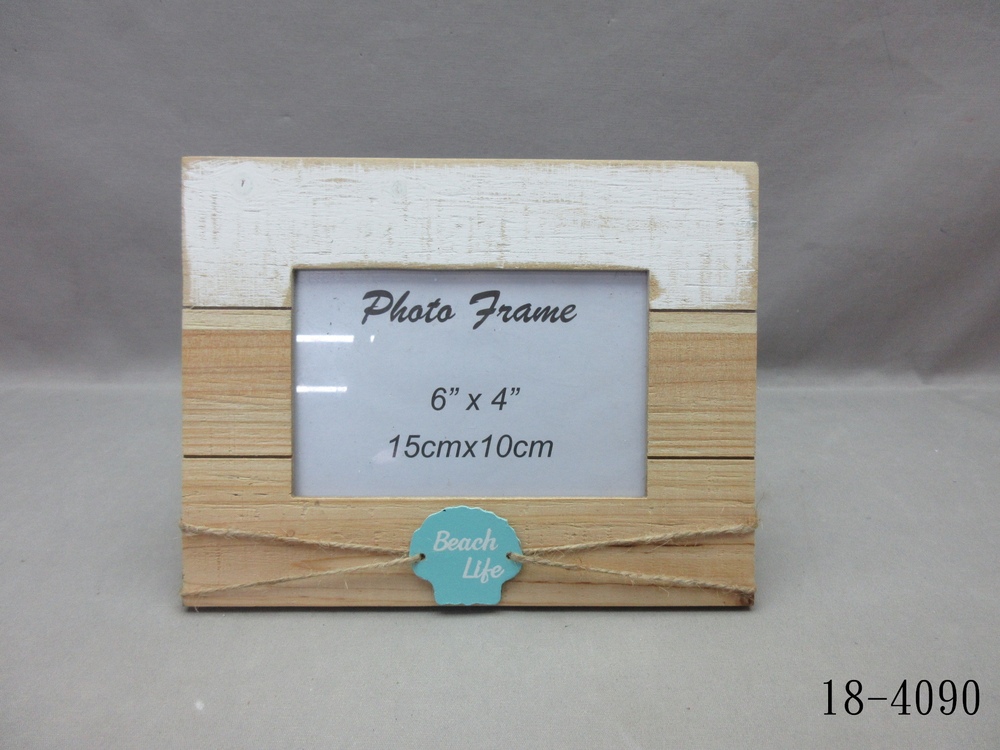 Photo Frame
6” x 4”
15cmx10cm
Beach
Life
18-4090